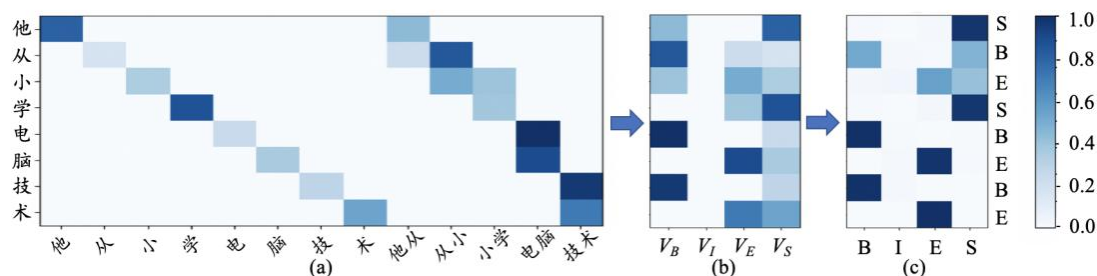 他
从
小
学
电
脑
技
术
他 从 小 学 电 脑 技 术 他从 从小 小学 电脑 技术
(a)
V_B V_I V_E V_S
(b)
S
B
E
S
B
E
B
E
B I E S
(c)
1.0
0.8
0.6
0.4
0.2
0.0